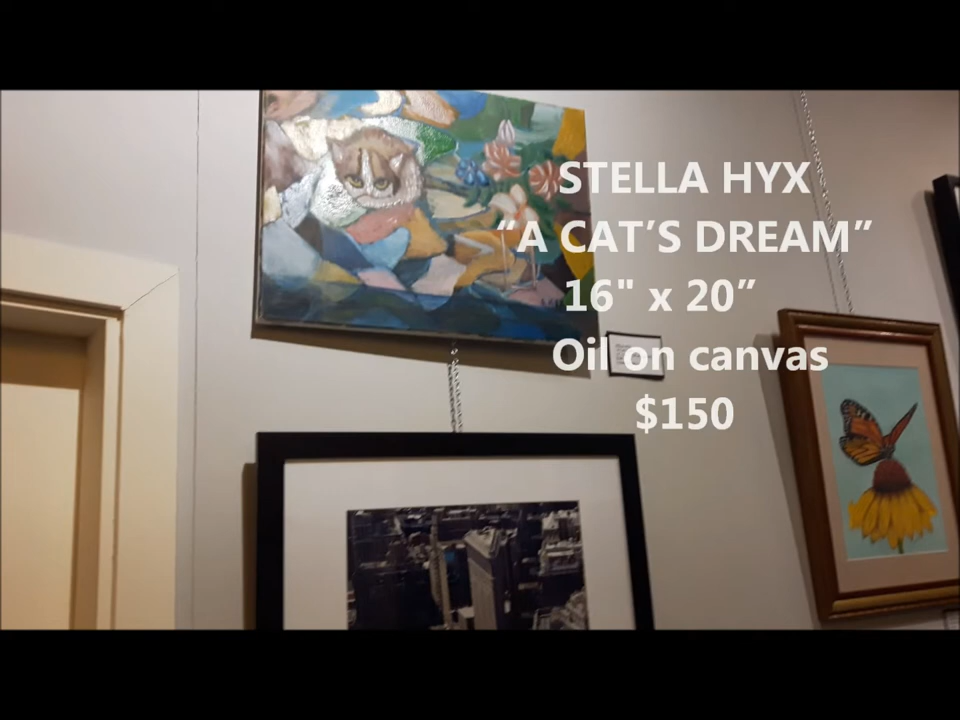 STELLA HYX
“A CAT’S DREAM”
16" x 20”
Oil on canvas
$150